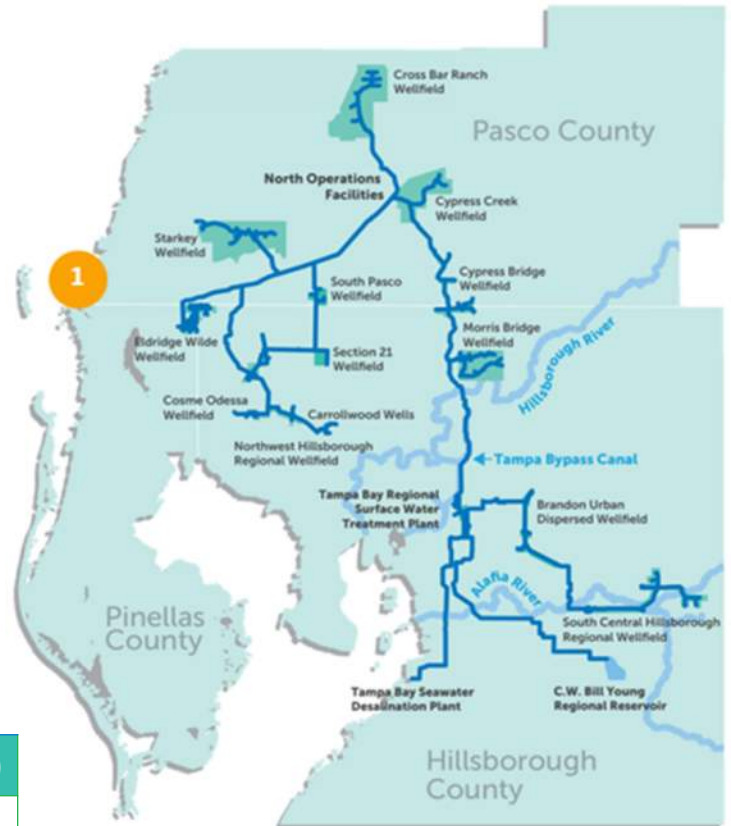 Cross Bar Ranch
Wellfield
Pasco County
North Operations
Facilities
Cypress Creek
Wellfield
Starkey
Wellfield
1
Cypress Bridge
Wellfield
South Pasco
Wellfield
Hillsborough River
Morris Bridge
Wellfield
Eldridge Wilde
Wellfield
Section 21
Wellfield
Cosme Odessa
Wellfield
Carrollwood Wells
Northwest Hillsborough
Regional Wellfield
Tampa Bypass Canal
Tampa Bay Regional
Surface Water
Treatment Plant
Brandon Urban
Dispersed Wellfield
Alafia River
Pinellas
County
South Central Hillsborough
Regional Wellfield
Tampa Bay Seawater
Desalination Plant
C.W. Bill Young
Regional Reservoir
Hillsborough
County